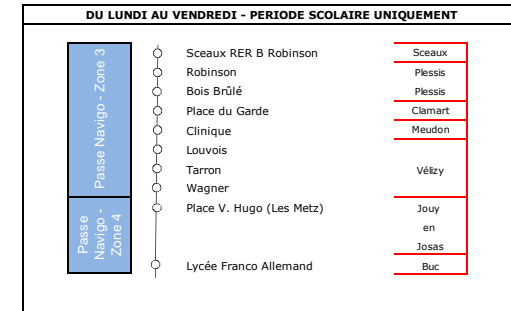 DU LUNDI AU VENDREDI - PERIODE SCOLAIRE UNIQUEMENT
Passe Navigo - Zone 3
Sceaux RER B Robinson Sceaux
Robinson Plessis
Bois Brûlé Plessis
Place du Garde Clamart
Clinique Meudon
Louvois
Tarron Vélizy
Wagner
Passe
Navigo -
Zone 4
Place V. Hugo (Les Metz) Jouy
en
Josas
Lycée Franco Allemand Buc